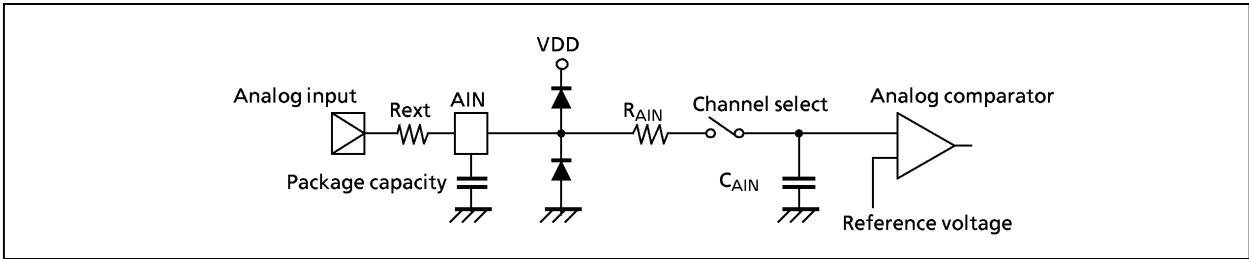 VDD
Analog input
Rext
AIN
RAIN
Channel select
Analog comparator
Package capacity
CAIN
Reference voltage